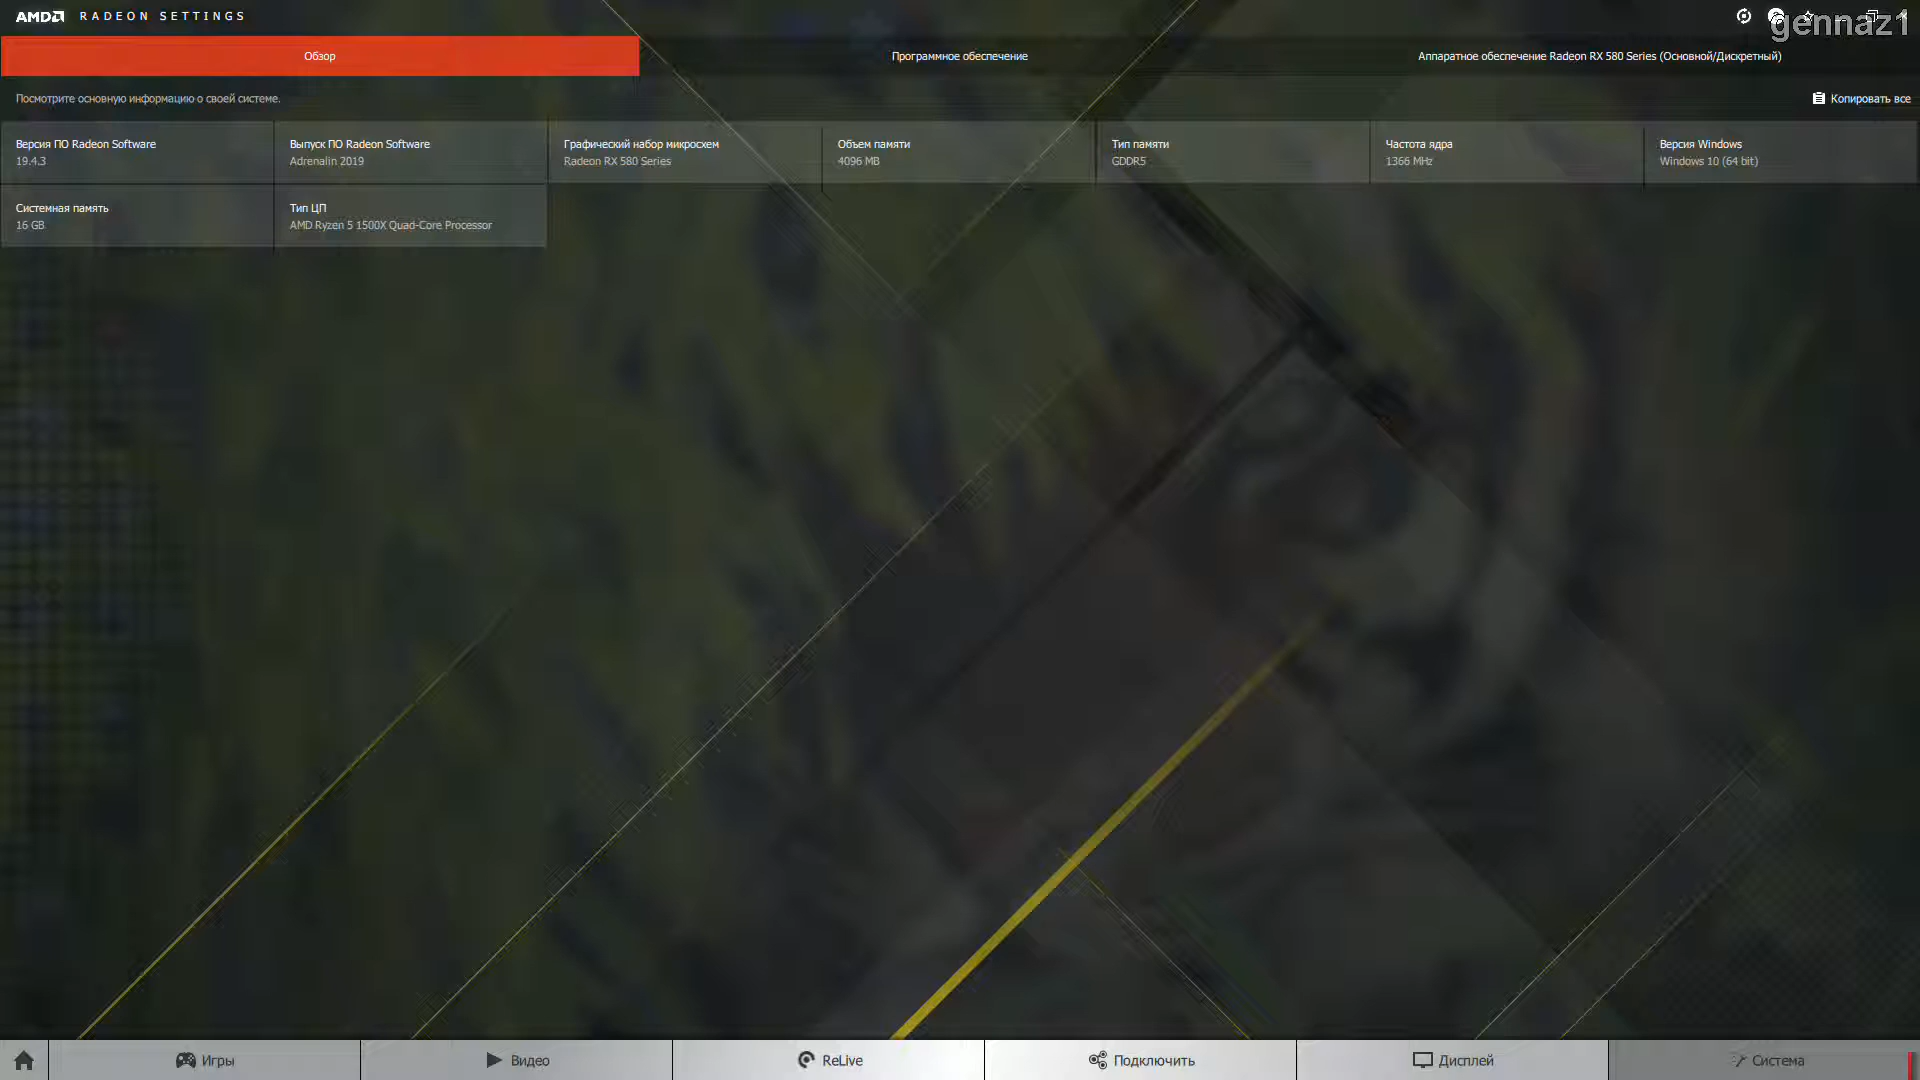 AMD RADEON SETTINGS
gennaz1
Обзор
Программное обеспечение
Аппаратное обеспечение Radeon RX 580 Series (Основной/Дискретный)
Посмотрите основную информацию о своей системе.
Копировать все
Версия ПО Radeon Software
19.4.3
Выпуск ПО Radeon Software
Adrenalin 2019
Графический набор микросхем
Radeon RX 580 Series
Объем памяти
4096 MB
Тип памяти
GDDR5
Частота ядра
1366 MHz
Версия Windows
Windows 10 (64 bit)
Системная память
16 GB
Тип ЦП
AMD Ryzen 5 1500X Quad-Core Processor
Игры
Видео
ReLive
Подключить
Дисплей
Система